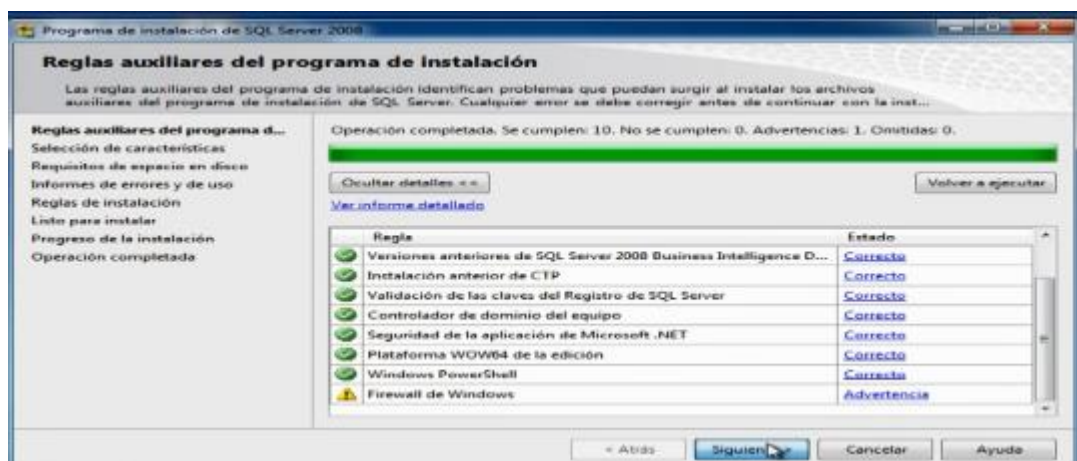 Programa de instalación de SQL Server 2008
Reglas auxiliares del programa de instalación
Las reglas auxiliares del programa de instalación identifican problemas que puedan surgir al instalar los archivos
auxiliares del programa de instalación de SQL Server. Cualquier error se debe corregir antes de continuar con la inst...
Reglas auxiliares del programa d...
Selección de características
Requisitos de espacio en disco
Informes de errores y de uso
Reglas de instalación
Listo para instalar
Progreso de la instalación
Operación completada
Operación completada. Se cumplen: 10. No se cumplen: 0. Advertencias: 1. Omitidas: 0.
Ocultar detalles << Volver a ejecutar
Ver informe detallado
Regla Estado
Versiones anteriores de SQL Server 2008 Business Intelligence D... Correcto
Instalación anterior de CTP Correcto
Validación de las claves del Registro de SQL Server Correcto
Controlador de dominio del equipo Correcto
Seguridad de la aplicación de Microsoft .NET Correcto
Plataforma WOW64 de la edición Correcto
Windows PowerShell Correcto
Firewall de Windows Advertencia
< Atrás Siguien > Cancelar Ayuda